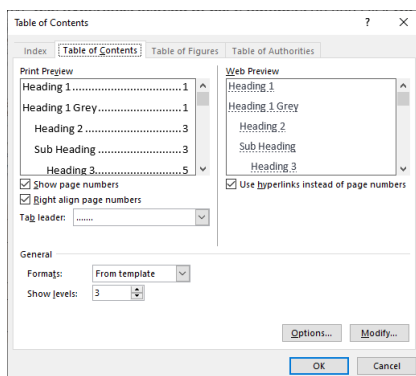 Table of Contents ? ×
Index Table of Contents Table of Figures Table of Authorities
Print Preview Web Preview
Heading 1..............................1 Heading 1
Heading 1 Grey......................1 Heading 1 Grey
Heading 2 ..........................3 Heading 2
Sub Heading ......................3 Sub Heading
Heading 3........................5 Heading 3
Show page numbers Use hyperlinks instead of page numbers
Right align page numbers
Tab leader: .......
General
Formats: From template
Show levels: 3
Options... Modify...
OK Cancel